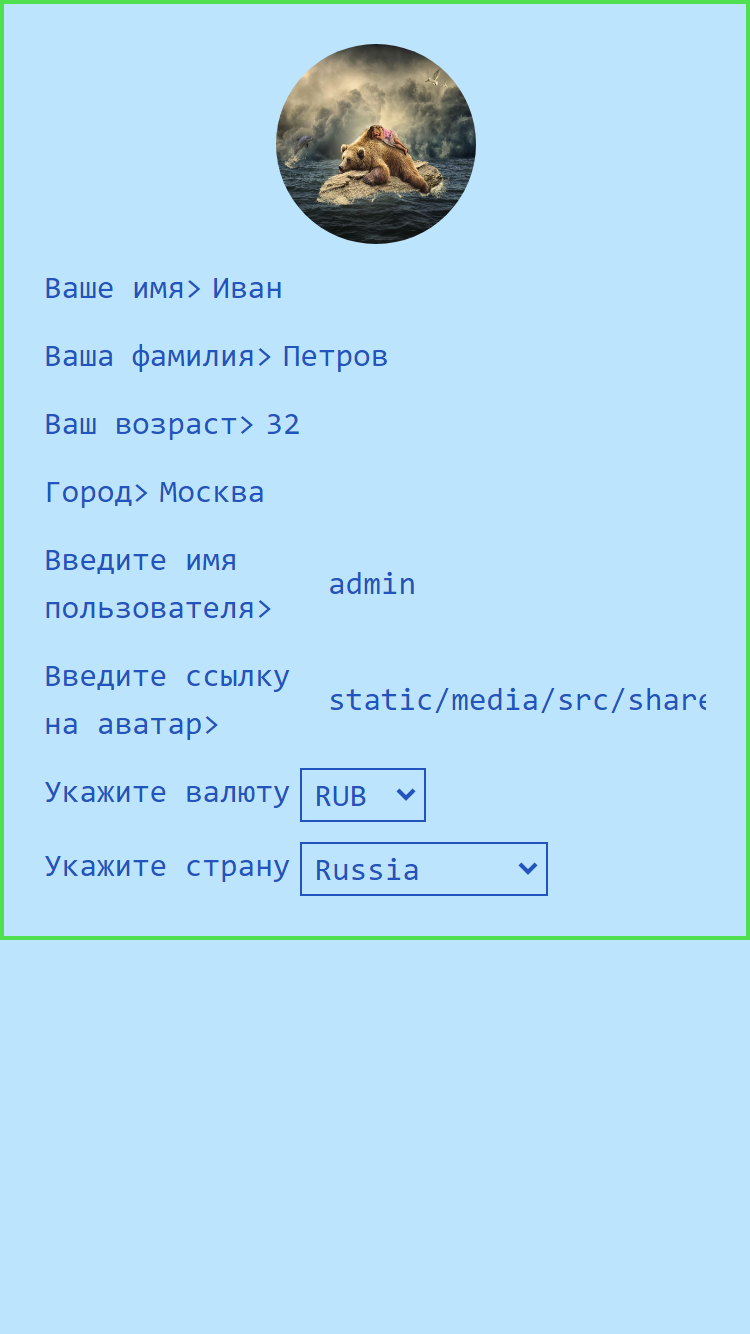 Ваше имя> Иван
Ваша фамилия> Петров
Ваш возраст> 32
Город> Москва
Введите имя
пользователя>
admin
Введите ссылку
на аватар>
static/media/src/share
Укажите валюту RUB
Укажите страну Russia